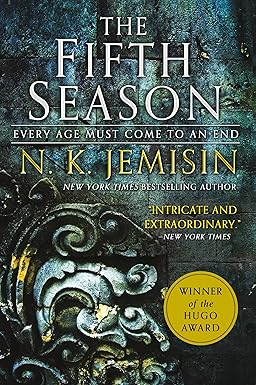 THE
FIFTH
SEASON
EVERY AGE MUST COME TO AN END
N. K. JEMISIN
NEW YORK TIMES BESTSELLING AUTHOR
"INTRICATE AND
EXTRAORDINARY."
—NEW YORK TIMES
WINNER
of the
HUGO
AWARD